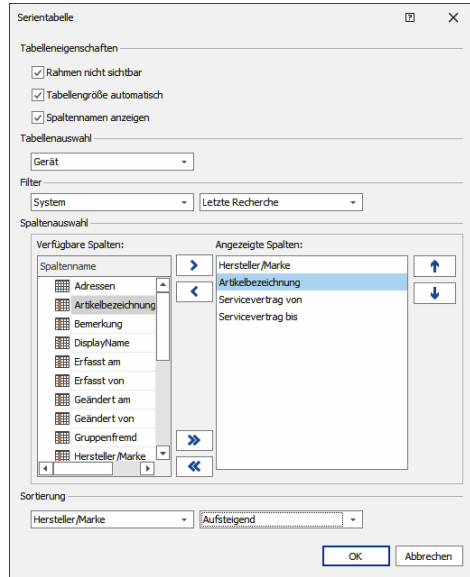 Serientabelle
Tabelleneigenschaften
Rahmen nicht sichtbar
Tabellengröße automatisch
Spaltennamen anzeigen
Tabellenauswahl
Gerät
Filter
System Letzte Recherche
Spaltenauswahl
Verfügbare Spalten: Angezeigte Spalten:
Spaltenname
Adressen
Artikelbezeichnung
Bemerkung
DisplayName
Erfasst am
Erfasst von
Geändert am
Geändert von
Gruppenfremd
Hersteller/Marke
Hersteller/Marke
Artikelbezeichnung
Servicevertrag von
Servicevertrag bis
Sortierung
Hersteller/Marke Aufsteigend
OK Abbrechen